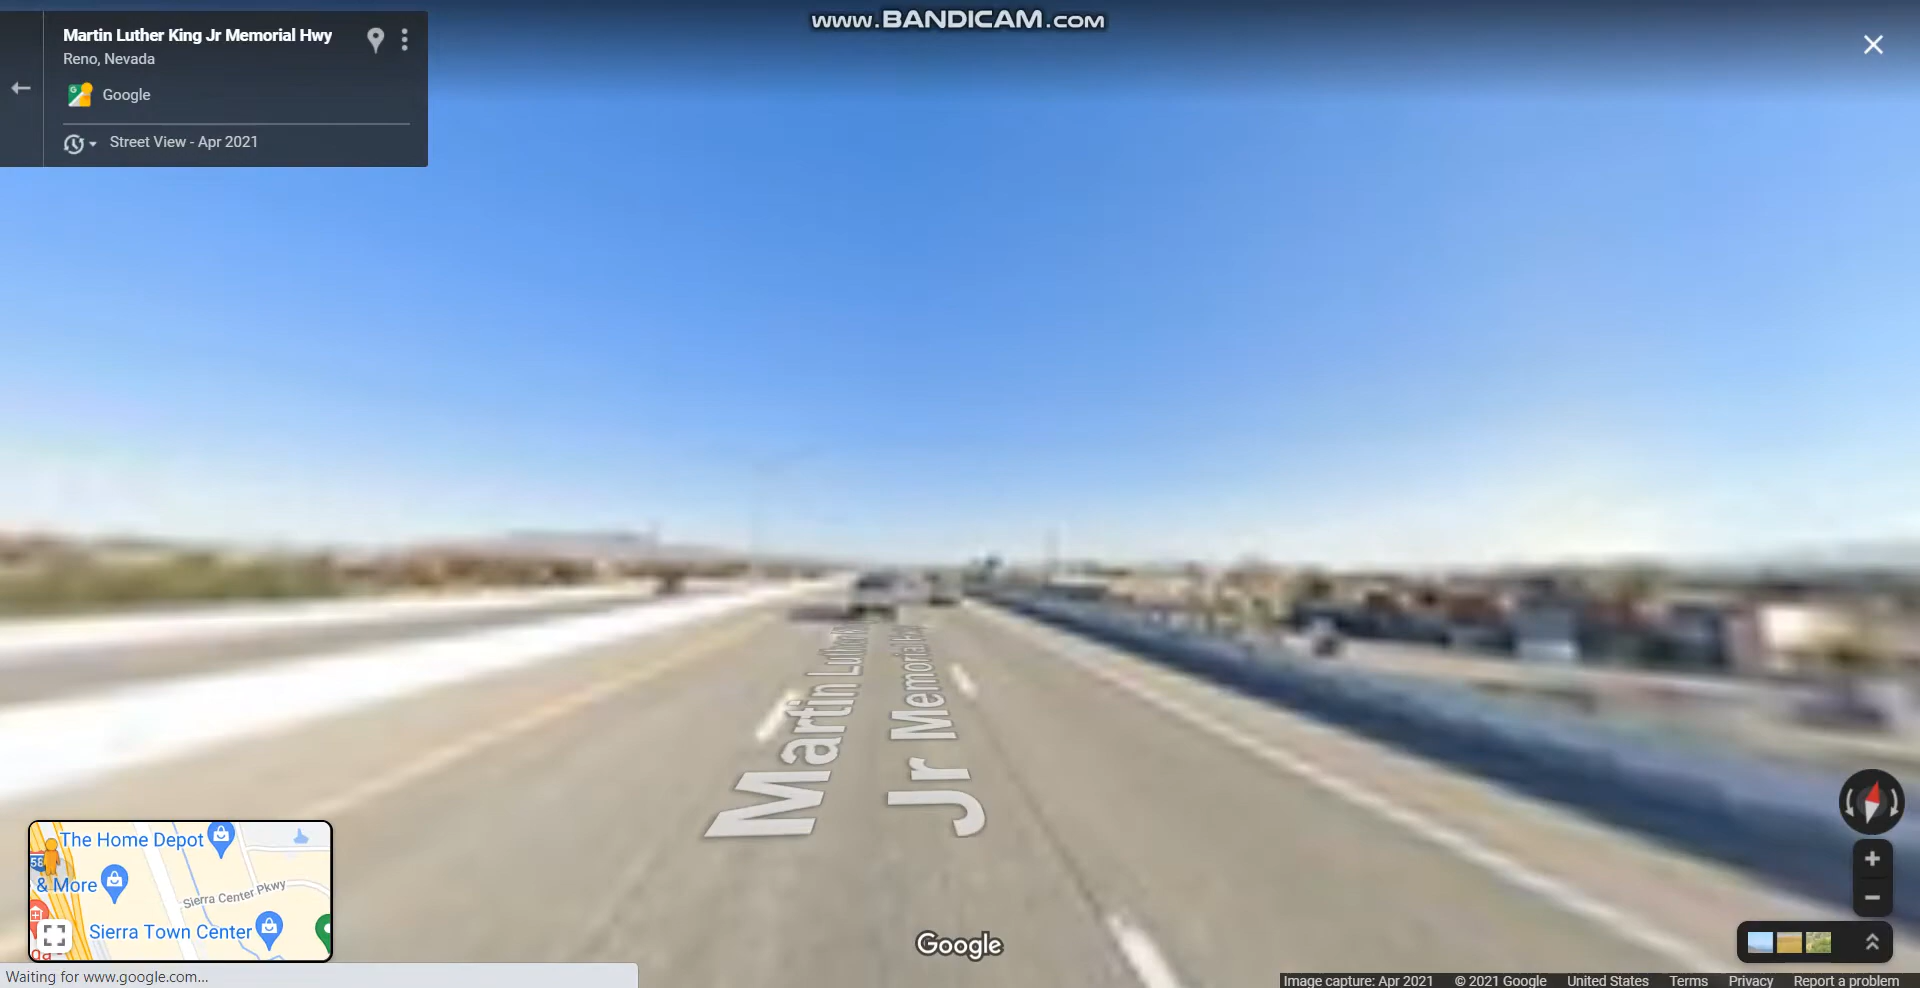 www.BANDICAM.com
Martin Luther King Jr Memorial Hwy
Reno, Nevada
Google
Street View - Apr 2021
Martin Luther
Jr Memorial Hwy
The Home Depot
58
& More
Sierra Center Pkwy
Sierra Town Center
Google
Waiting for www.google.com...
Image capture: Apr 2021 © 2021 Google United States Terms Privacy Report a problem